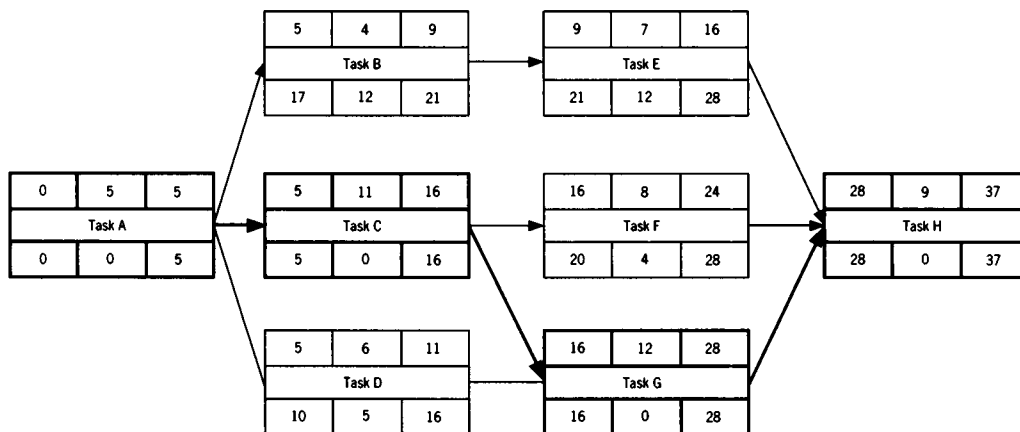 5 4 9
Task B
17 12 21
9 7 16
Task E
21 12 28
0 5 5
Task A
0 0 5
5 11 16
Task C
5 0 16
16 8 24
Task F
20 4 28
28 9 37
Task H
28 0 37
5 6 11
Task D
10 5 16
16 12 28
Task G
16 0 28